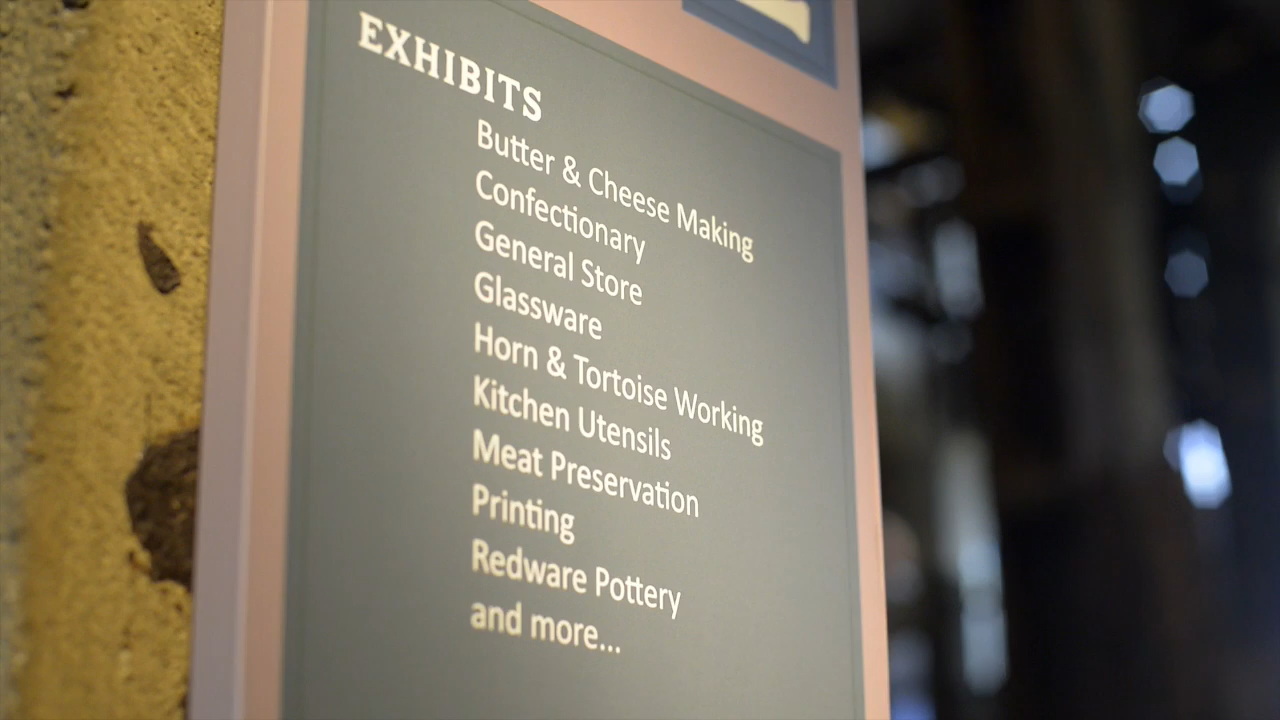 EXHIBITS
Butter & Cheese Making
Confectionary
General Store
Glassware
Horn & Tortoise Working
Kitchen Utensils
Meat Preservation
Printing
Redware Pottery
and more...